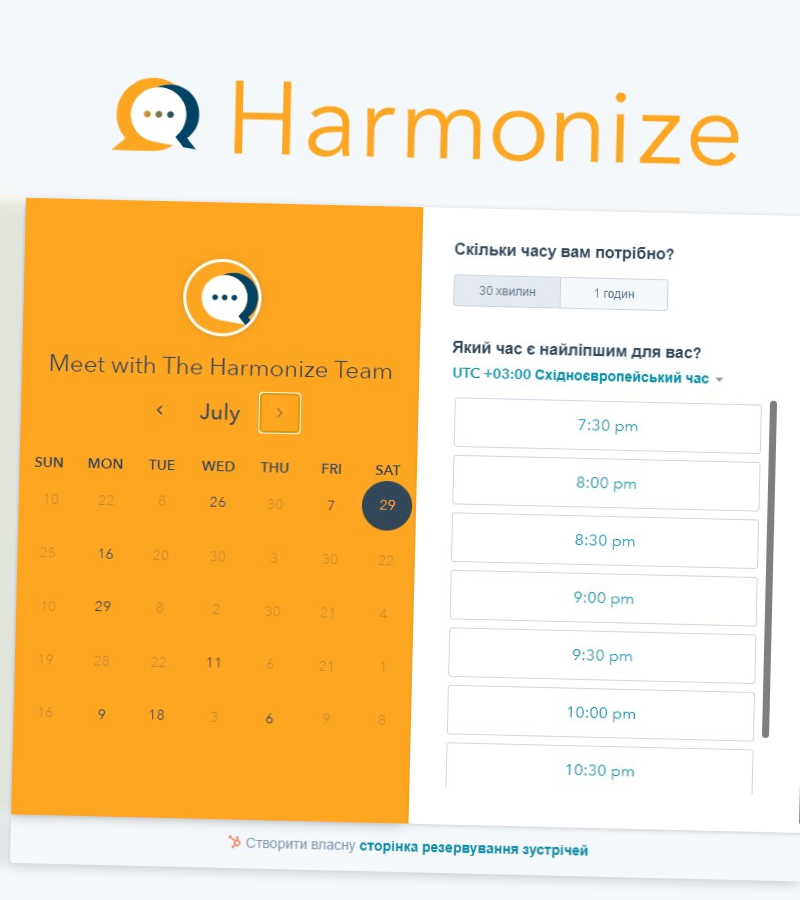 Harmonize
Meet with The Harmonize Team
July
SUN MON TUE WED THU FRI SAT
10 22 8 26 30 7 29
25 16 20 30 3 30 22
10 29 8 2 30 21 4
19 28 22 11 6 21 1
16 9 18 3 6 9 8
Скільки часу вам потрібно?
30 хвилин 1 годин
Який час є найліпшим для вас?
UTC +03:00 Східноєвропейський час
7:30 pm
8:00 pm
8:30 pm
9:00 pm
9:30 pm
10:00 pm
10:30 pm
Створити власну сторінка резервування зустрічей